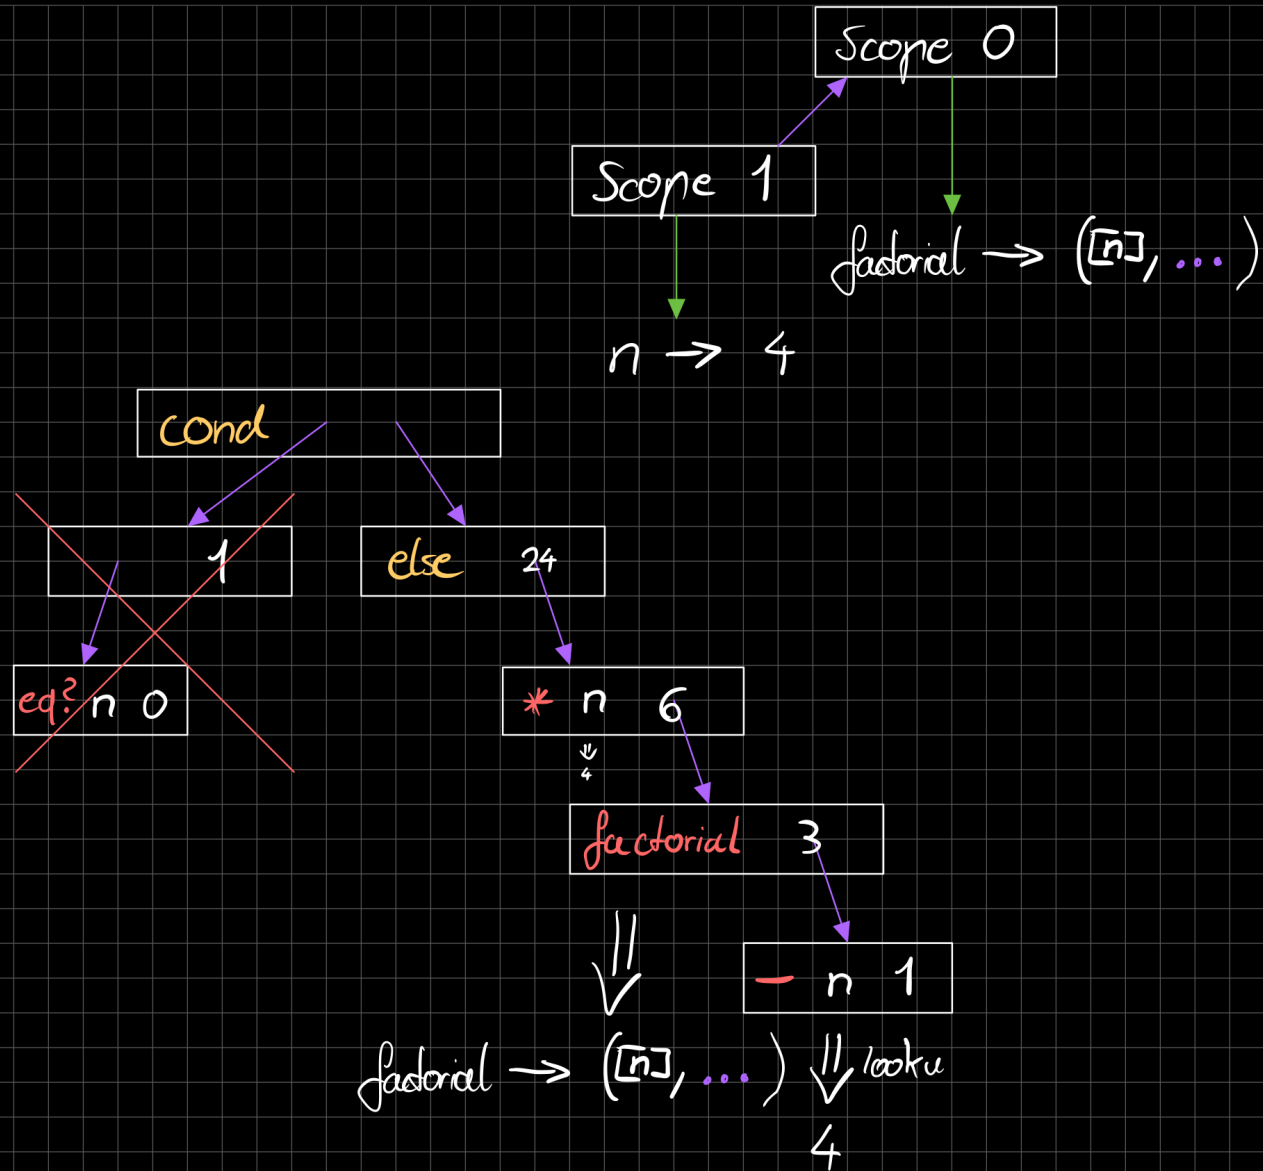 Scope 0
Scope 1
factorial → ([n], ...)
n → 4
cond
1
else 24
eq? n 0
* n 6
⇓
4
factorial 3
- n 1
factorial → ([n], ...)
⇓ looku
4